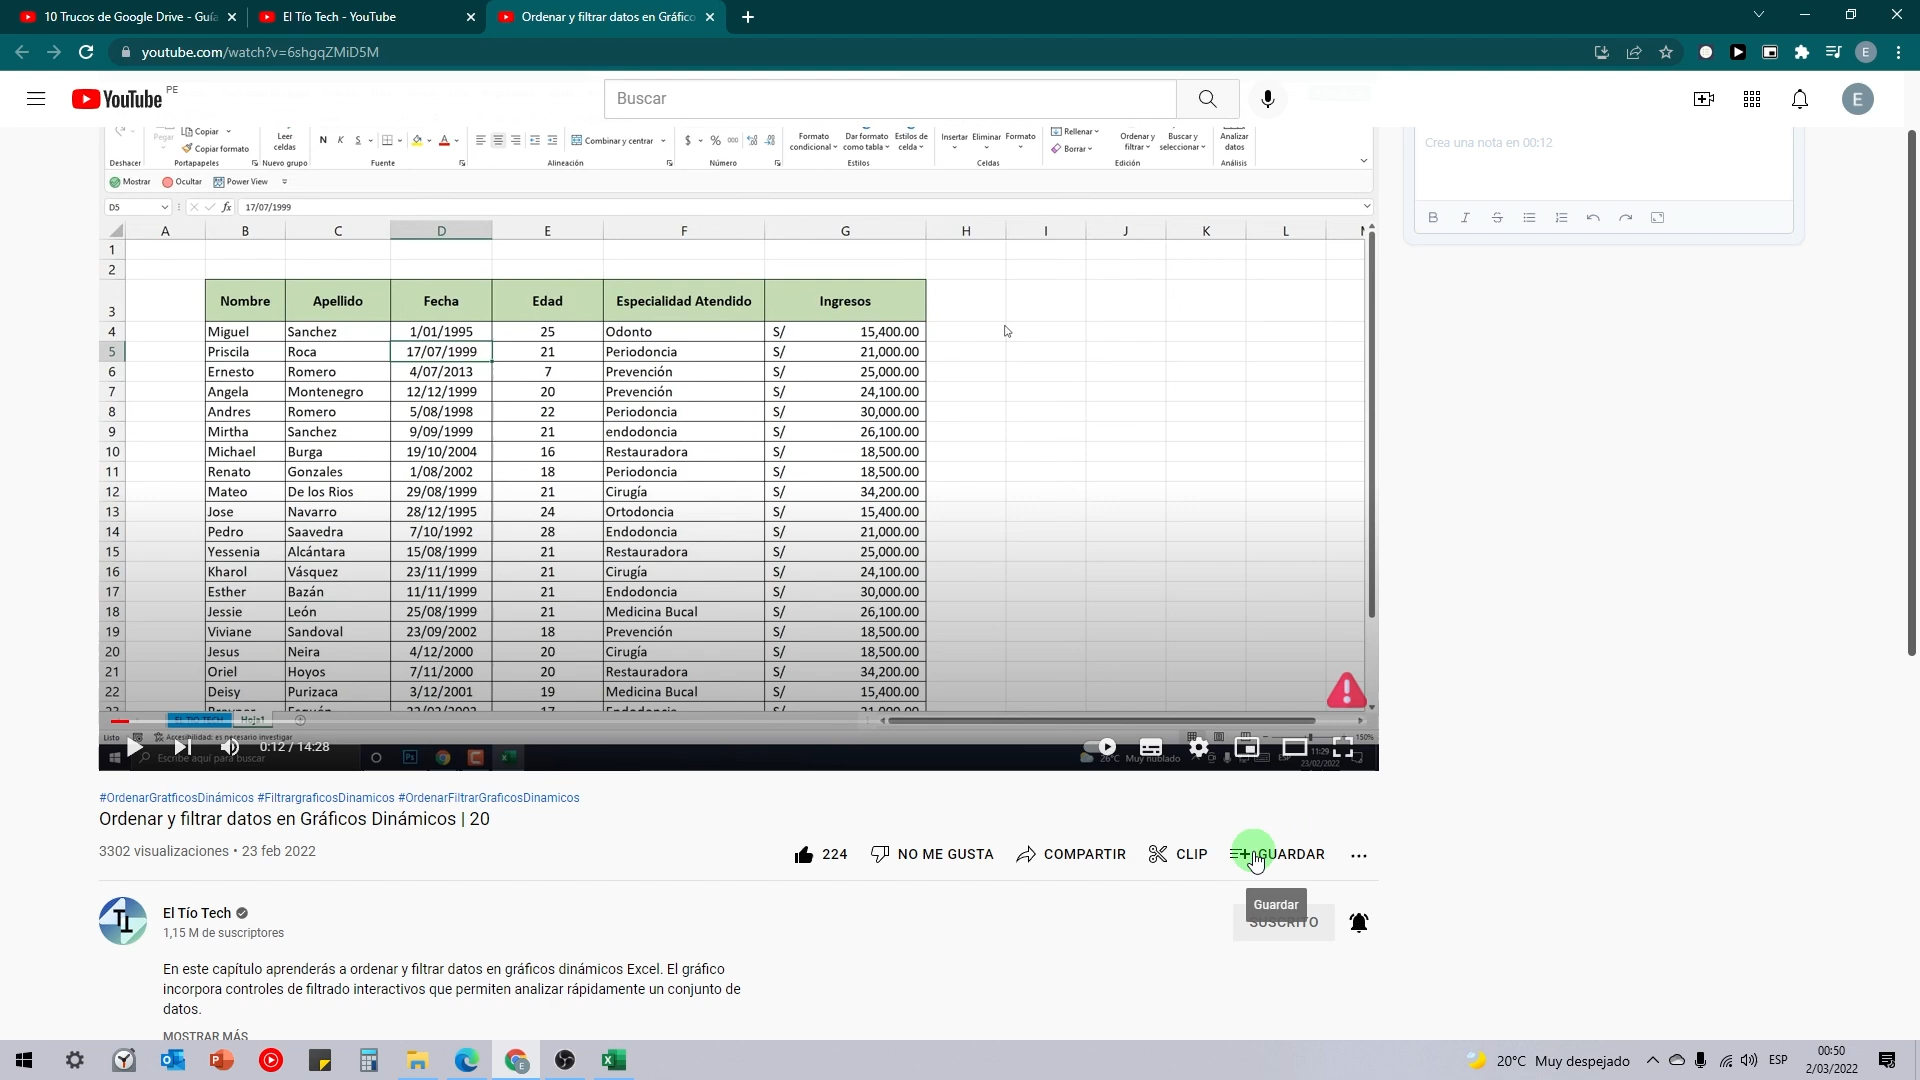 10 Trucos de Google Drive - Guía
El Tío Tech - YouTube
Ordenar y filtrar datos en Gráfico
youtube.com/watch?v=6shgqZMiD5M
E
YouTube PE
Buscar
E
Crea una nota en 00:12
Pegar
Copiar
Copiar formato
Leer celdas
N K S
Combinar y centrar
$ % 000
Formato condicional
Dar formato como tabla
Estilos de celda
Insertar Eliminar Formato
Rellenar
Borrar
Ordenar y filtrar
Buscar y seleccionar
Analizar datos
Deshacer Portapapeles Nuevo grupo Fuente Alineación Número Estilos Celdas Edición Análisis
Mostrar Ocultar Power View
D5 fx 17/07/1999
A B C D E F G H I J K L
1
2
3 Nombre Apellido Fecha Edad Especialidad Atendido Ingresos
4 Miguel Sanchez 1/01/1995 25 Odonto S/ 15,400.00
5 Priscila Roca 17/07/1999 21 Periodoncia S/ 21,000.00
6 Ernesto Romero 4/07/2013 7 Prevención S/ 25,000.00
7 Angela Montenegro 12/12/1999 20 Prevención S/ 24,100.00
8 Andres Romero 5/08/1998 22 Periodoncia S/ 30,000.00
9 Mirtha Sanchez 9/09/1999 21 endodoncia S/ 26,100.00
10 Michael Burga 19/10/2004 16 Restauradora S/ 18,500.00
11 Renato Gonzales 1/08/2002 18 Periodoncia S/ 18,500.00
12 Mateo De los Rios 29/08/1999 21 Cirugía S/ 34,200.00
13 Jose Navarro 28/12/1995 24 Ortodoncia S/ 15,400.00
14 Pedro Saavedra 7/10/1992 28 Endodoncia S/ 21,000.00
15 Yessenia Alcántara 15/08/1999 21 Restauradora S/ 25,000.00
16 Kharol Vásquez 23/11/1999 21 Cirugía S/ 24,100.00
17 Esther Bazán 11/11/1999 21 Endodoncia S/ 30,000.00
18 Jessie León 25/08/1999 21 Medicina Bucal S/ 26,100.00
19 Viviane Sandoval 23/09/2002 18 Prevención S/ 18,500.00
20 Jesus Neira 4/12/2000 20 Cirugía S/ 18,500.00
21 Oriel Hoyos 7/11/2000 20 Restauradora S/ 34,200.00
22 Deisy Purizaca 3/12/2001 19 Medicina Bucal S/ 15,400.00
EL TIO TECH Hoja1
Listo Accesibilidad: es necesario investigar 150%
0:12 / 14:28
Escribe aquí para buscar
26°C Muy nublado ESP 11:29
23/02/2022
#OrdenarGratficosDinámicos #FiltrargraficosDinamicos #OrdenarFiltrarGraficosDinamicos
Ordenar y filtrar datos en Gráficos Dinámicos | 20
3302 visualizaciones • 23 feb 2022
224 NO ME GUSTA COMPARTIR CLIP GUARDAR ...
Guardar
El Tío Tech
SUSCRITO
1,15 M de suscriptores
En este capítulo aprenderás a ordenar y filtrar datos en gráficos dinámicos Excel. El gráfico
incorpora controles de filtrado interactivos que permiten analizar rápidamente un conjunto de
datos.
MOSTRAR MÁS
20°C Muy despejado ESP 00:50
2/03/2022